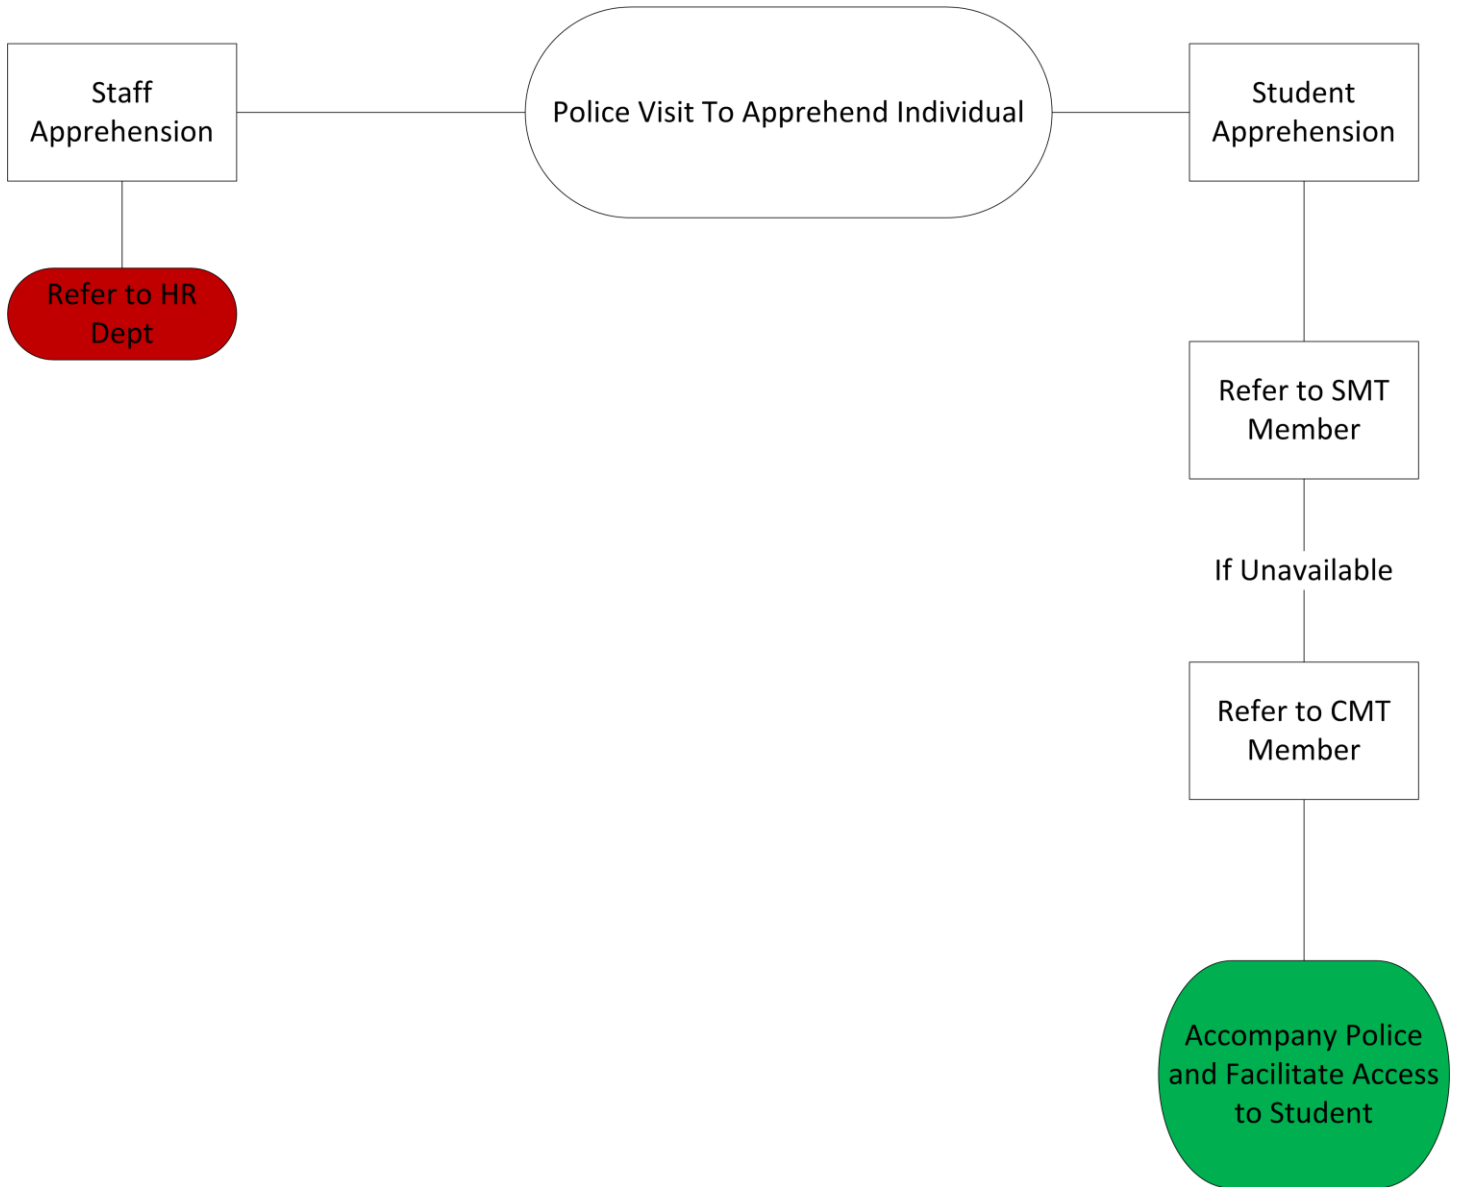 Staff
Apprehension
Police Visit To Apprehend Individual
Student
Apprehension
Refer to HR
Dept
Refer to SMT
Member
If Unavailable
Refer to CMT
Member
Accompany Police
and Facilitate Access
to Student